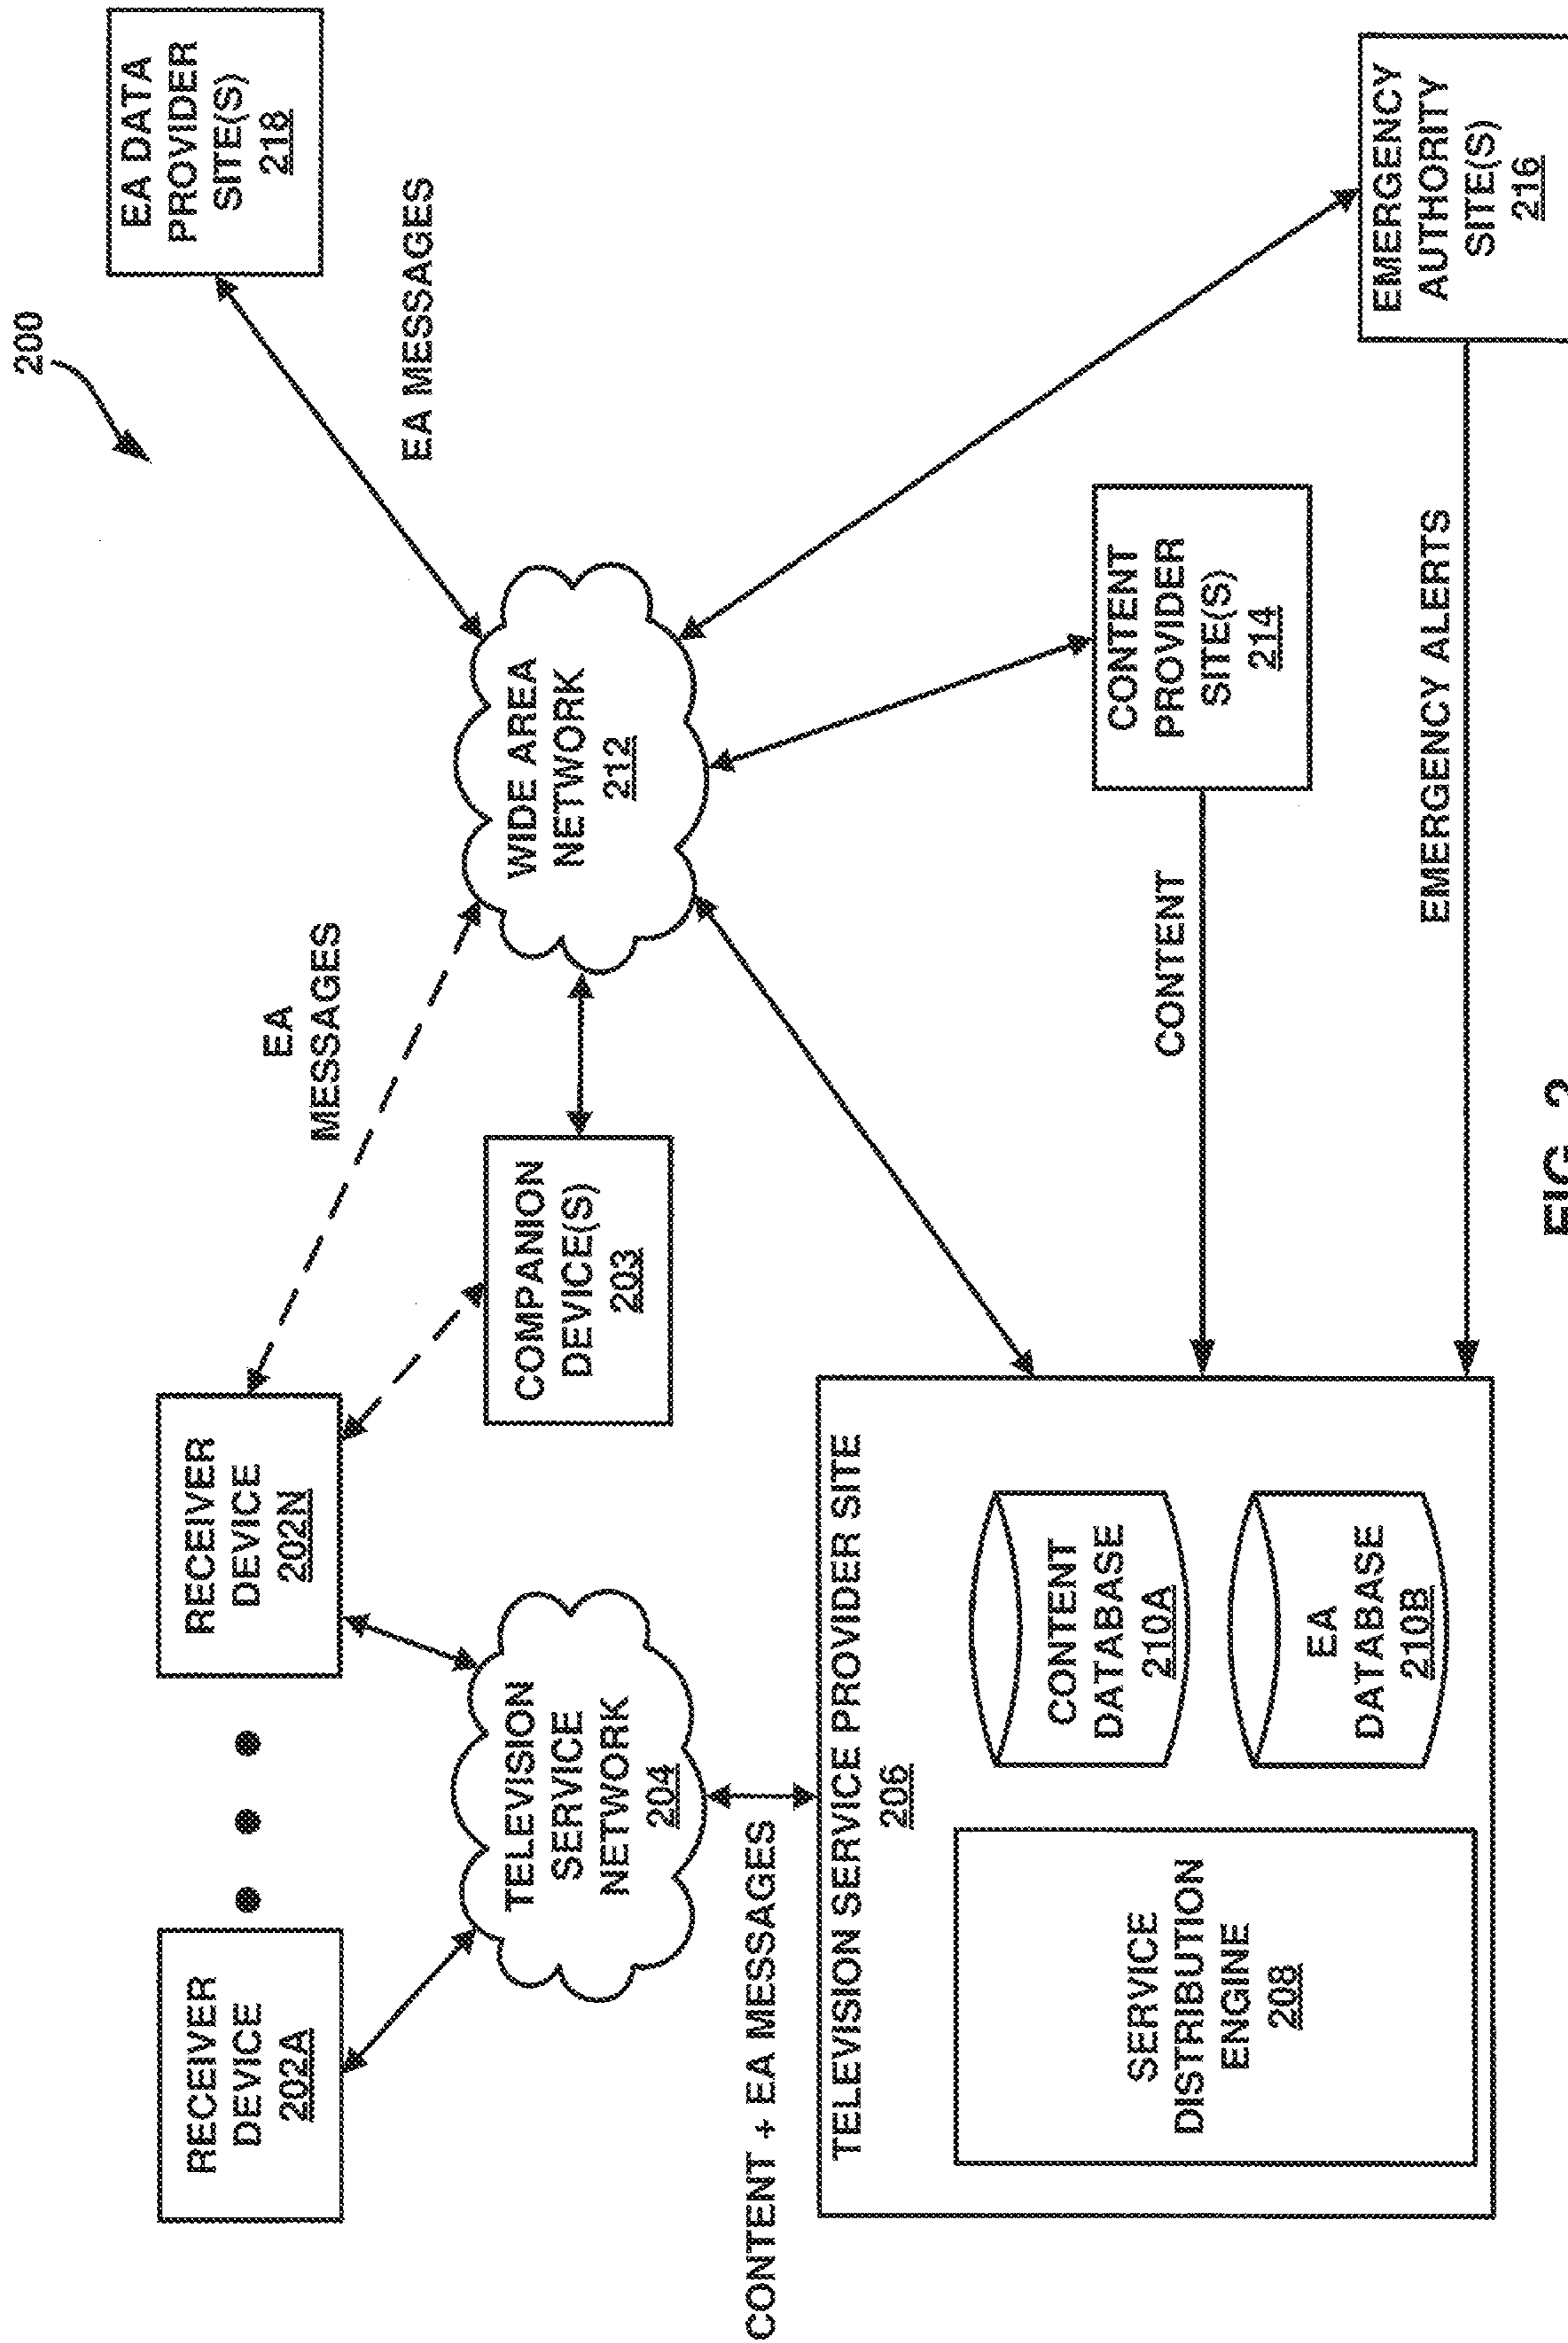 200
RECEIVER
DEVICE
202A
RECEIVER
DEVICE
202N
EA
MESSAGES
EA DATA
PROVIDER
SITE(S)
218
EA MESSAGES
TELEVISION
SERVICE
NETWORK
204
COMPANION
DEVICE(S)
203
WIDE AREA
NETWORK
212
CONTENT + EA MESSAGES
TELEVISION SERVICE PROVIDER SITE
206
SERVICE
DISTRIBUTION
ENGINE
208
CONTENT
DATABASE
210A
EA
DATABASE
210B
CONTENT
CONTENT
PROVIDER
SITE(S)
214
EMERGENCY ALERTS
EMERGENCY
AUTHORITY
SITE(S)
216
FIG. 2